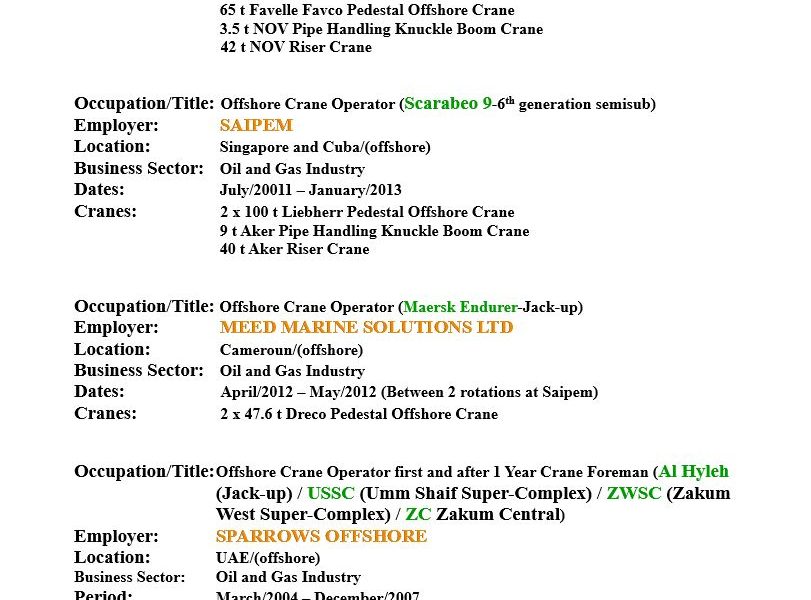 65 t Favelle Favco Pedestal Offshore Crane
3.5 t NOV Pipe Handling Knuckle Boom Crane
42 t NOV Riser Crane
Occupation/Title: Offshore Crane Operator (Scarabeo 9-6th generation semisub)
Employer: SAIPEM
Location: Singapore and Cuba/(offshore)
Business Sector: Oil and Gas Industry
Dates: July/20011 – January/2013
Cranes: 2 x 100 t Liebherr Pedestal Offshore Crane
9 t Aker Pipe Handling Knuckle Boom Crane
40 t Aker Riser Crane
Occupation/Title: Offshore Crane Operator (Maersk Endurer-Jack-up)
Employer: MEED MARINE SOLUTIONS LTD
Location: Cameroun/(offshore)
Business Sector: Oil and Gas Industry
Dates: April/2012 – May/2012 (Between 2 rotations at Saipem)
Cranes: 2 x 47.6 t Dreco Pedestal Offshore Crane
Occupation/Title: Offshore Crane Operator first and after 1 Year Crane Foreman (Al Hyleh
(Jack-up) / USSC (Umm Shaif Super-Complex) / ZWSC (Zakum
West Super-Complex) / ZC Zakum Central)
Employer: SPARROWS OFFSHORE
Location: UAE/(offshore)
Business Sector: Oil and Gas Industry
Period: March/2004 – December/2007